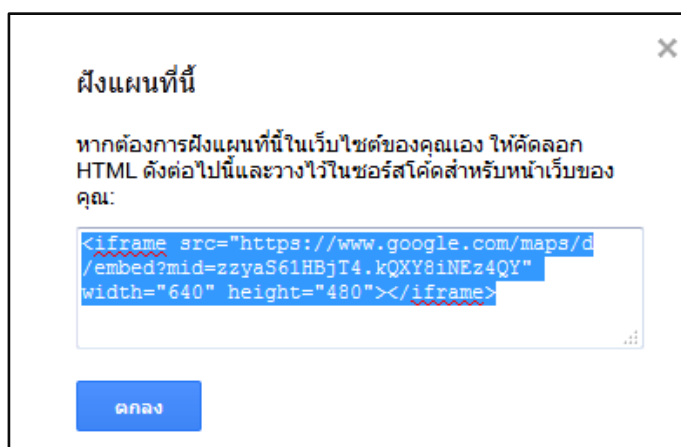 ฝังแผนที่นี้
หากต้องการฝังแผนที่นี้ในเว็บไซต์ของคุณเอง ให้คัดลอก
HTML ดังต่อไปนี้และวางไว้ในซอร์สโค้ดสำหรับหน้าเว็บของ
คุณ:
<iframe src="https://www.google.com/maps/d
/embed?mid=zzyaS61HBjT4.kQXY8iNEz4QY"
width="640" height="480"></iframe>
ตกลง